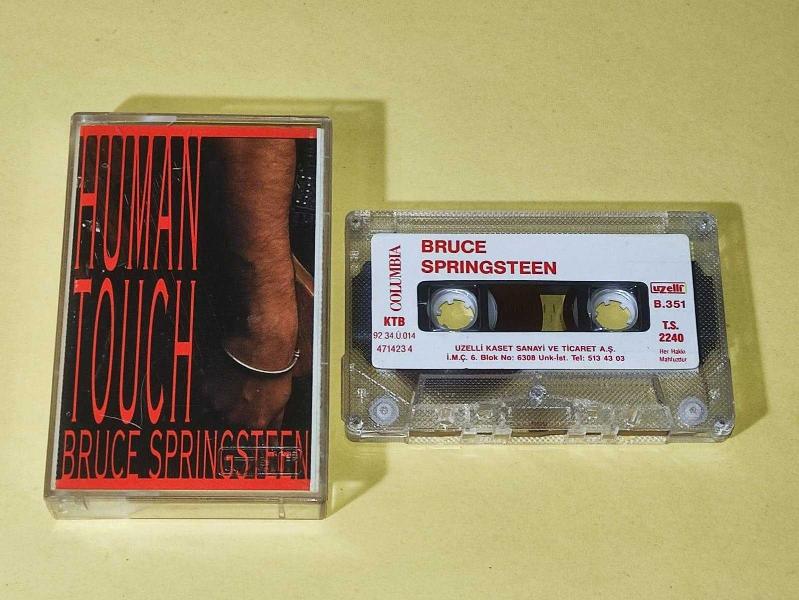 HUMAN
TOUCH
BRUCE SPRINGSTEEN
COLUMBIA
BRUCE
SPRINGSTEEN
uzelli
B.351
KTB
92.34.Ü.014
471423 4
T.S.
2240
UZELLİ KASET SANAYİ VE TİCARET A.Ş.
İ.M.Ç. 6. Blok No: 6308 Unk-İst. Tel: 513 43 03
Her Hakkı
Mahfuzdur